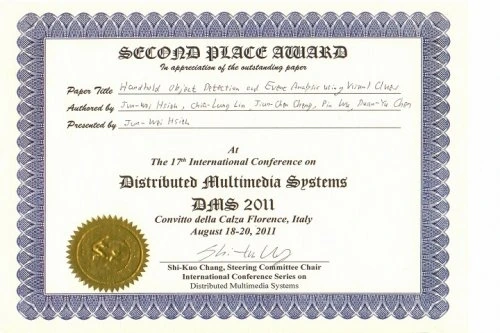 SECOND PLACE AWARD
In appreciation of the outstanding paper
Paper Title Handheld Object Detection and Event Analysis using Visual Clues
Authored by Jun-Wei Hsieh, Chia-Lung Lin, Jiun-Chen Cheng, Pin Wu, Duan-Yu Chen
Presented by Jun-Wei Hsieh
At
The 17th International Conference on
Distributed Multimedia Systems
DMS 2011
Convitto della Calza Florence, Italy
August 18-20, 2011
Shi-Kuo Chang, Steering Committee Chair
International Conference Series on
Distributed Multimedia Systems